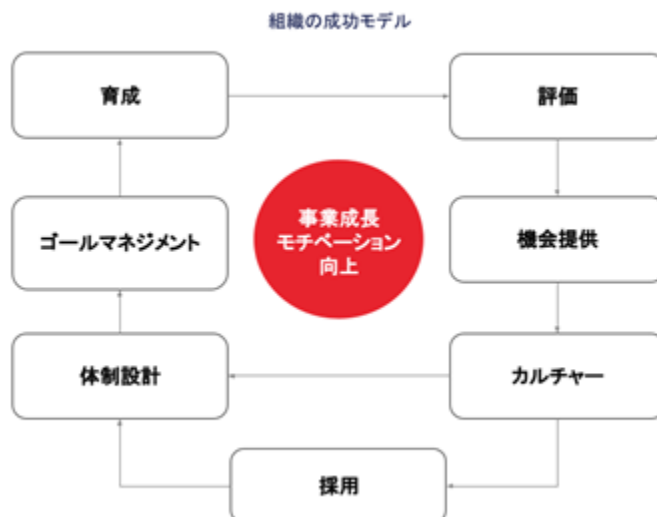 組織の成功モデル
育成
評価
事業成長
モチベーション
向上
ゴールマネジメント
機会提供
体制設計
カルチャー
採用